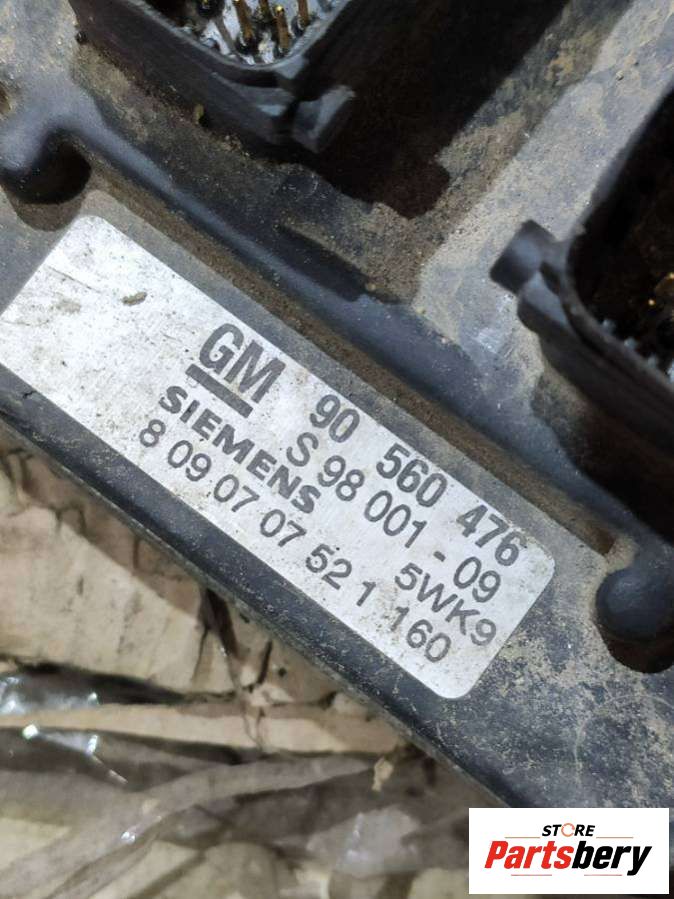 GM 90 560 476
S 98 001 - 09
SIEMENS 5WK9
8 09 07 07 52 1 160
STORE
Partsbery